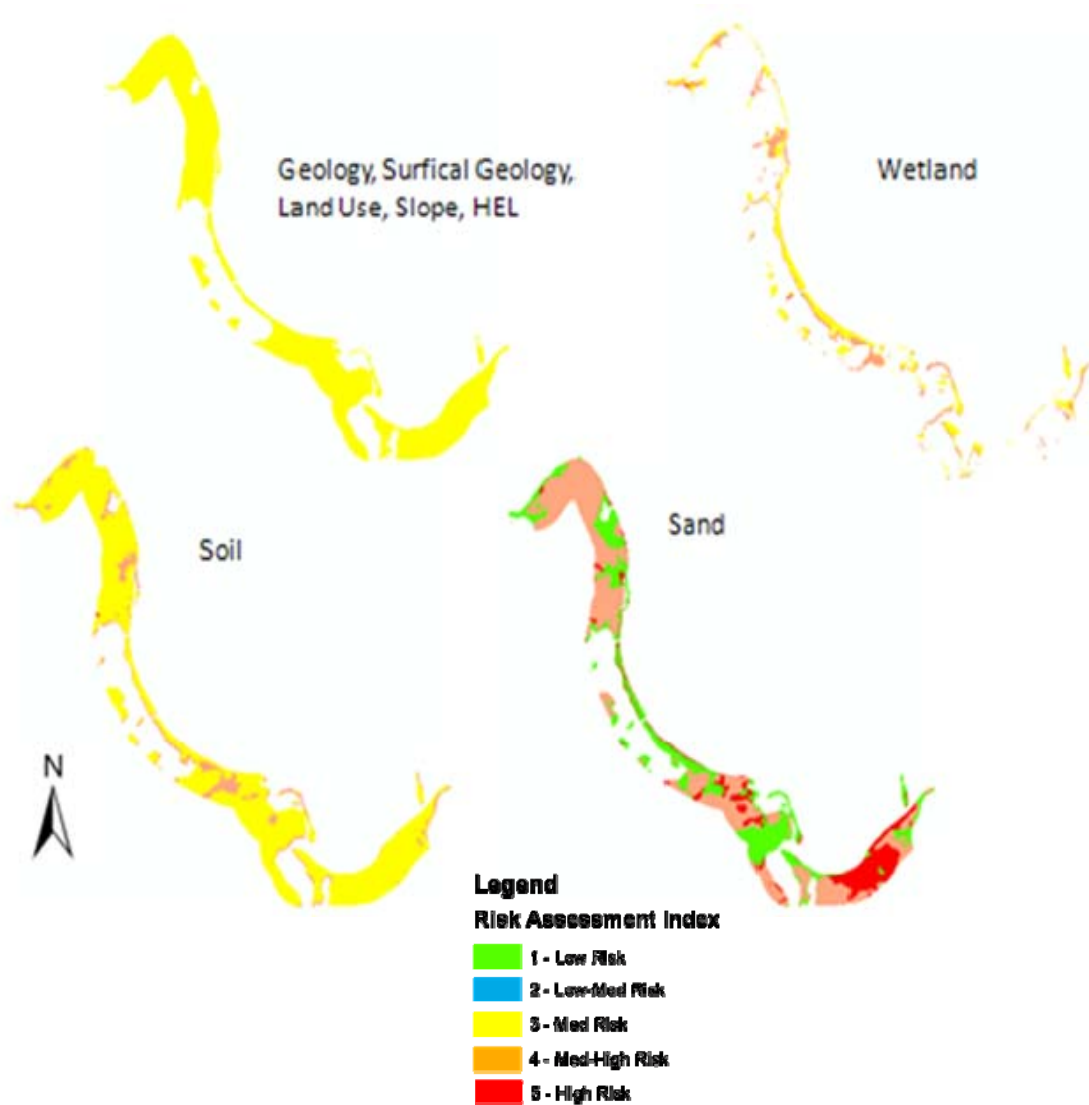 Geology, Surfical Geology,
Land Use, Slope, HEL
Wetland
Soil
Sand
N
Legend
Risk Assessment Index
1 - Low Risk
2 - Low-Med Risk
3 - Med Risk
4 - Med-High Risk
5 - High Risk